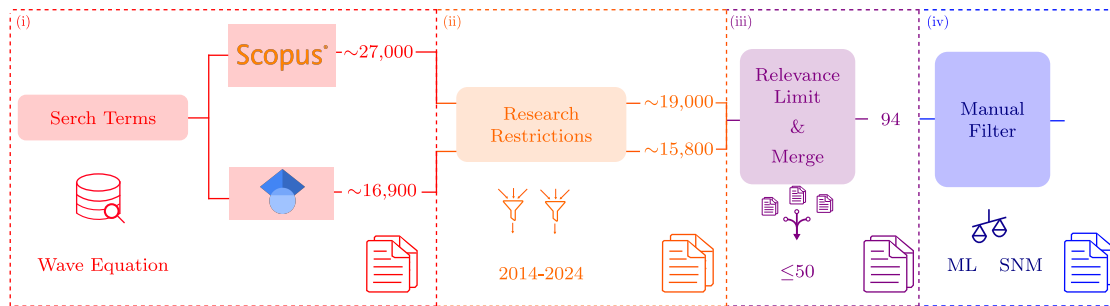 (i)
Serch Terms
Wave Equation
Scopus®
~27,000
~16,900
(ii)
Research
Restrictions
2014-2024
~19,000
~15,800
(iii)
Relevance
Limit
&
Merge
≤50
94
(iv)
Manual
Filter
ML SNM